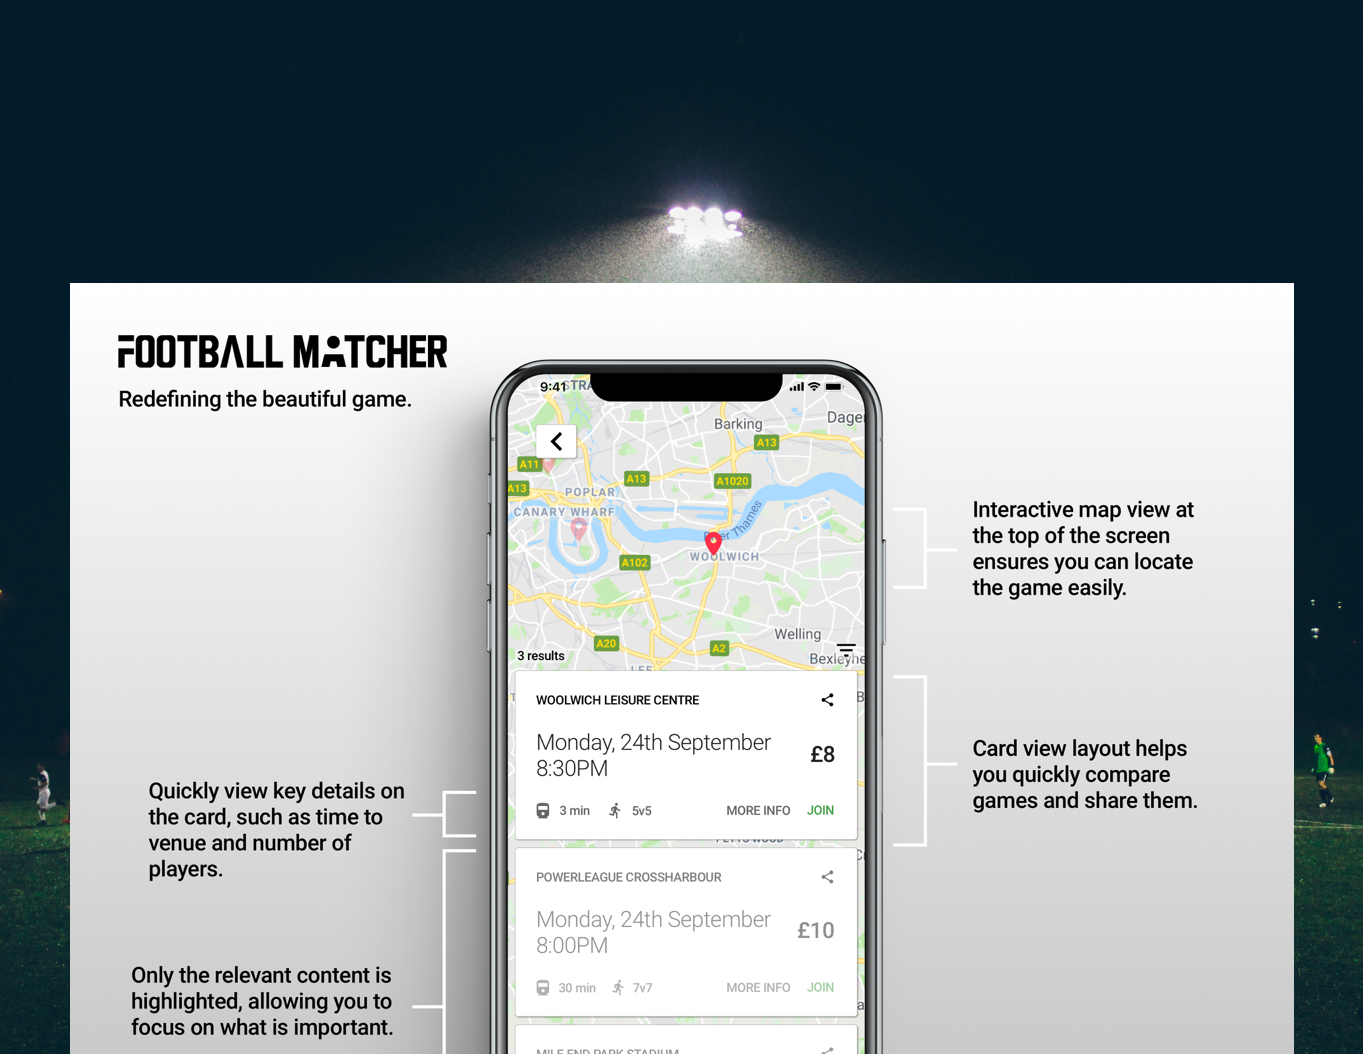 FOOTBALL MATCHER
Redefining the beautiful game.
9:41
STRA
Barking
Dager
A13
A11
A13
A13
A1020
POPLAR
CANARY WHARF
River Thames
WOOLWICH
A102
Welling
A20
A2
3 results
Bexleyhe
LEE
WOOLWICH LEISURE CENTRE
Monday, 24th September
8:30PM
£8
3 min
5v5
MORE INFO
JOIN
POWERLEAGUE CROSSHARBOUR
Monday, 24th September
8:00PM
£10
30 min
7v7
MORE INFO
JOIN
MILE END PARK STADIUM
Interactive map view at
the top of the screen
ensures you can locate
the game easily.
Card view layout helps
you quickly compare
games and share them.
Quickly view key details on
the card, such as time to
venue and number of
players.
Only the relevant content is
highlighted, allowing you to
focus on what is important.